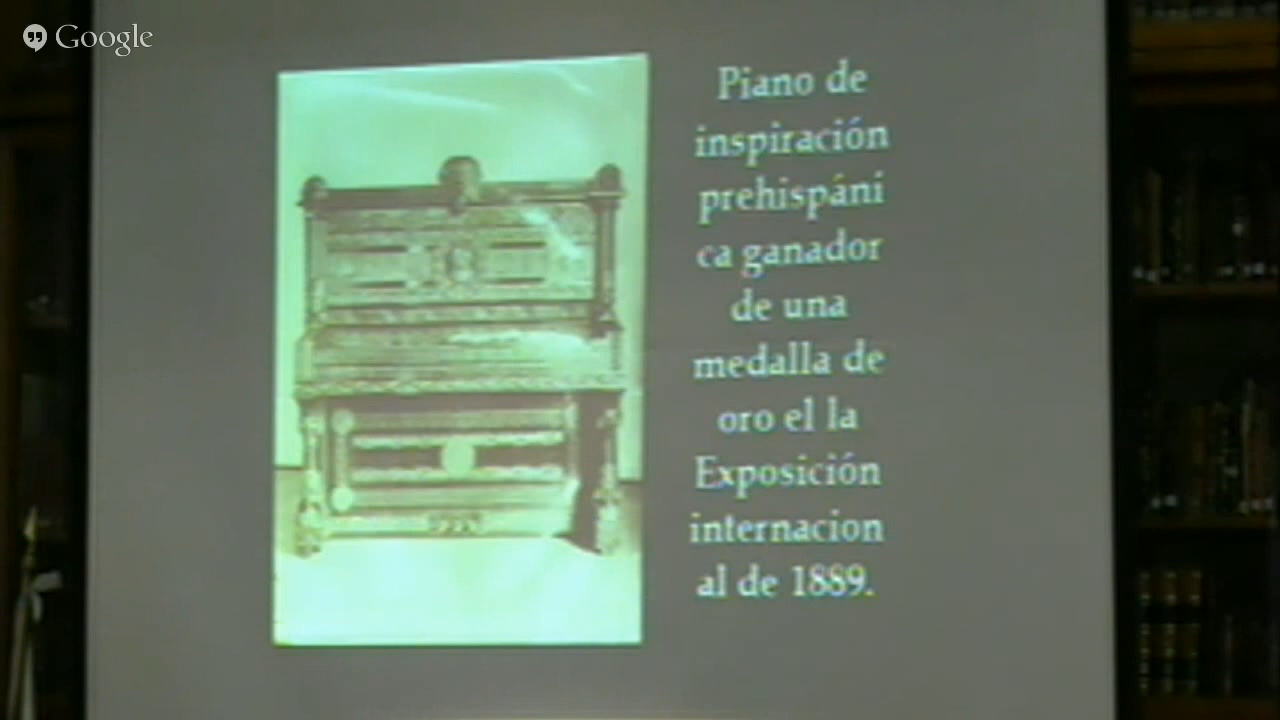 Google
Piano de
inspiración
prehispáni
ca ganador
de una
medalla de
oro el la
Exposición
internacion
al de 1889.